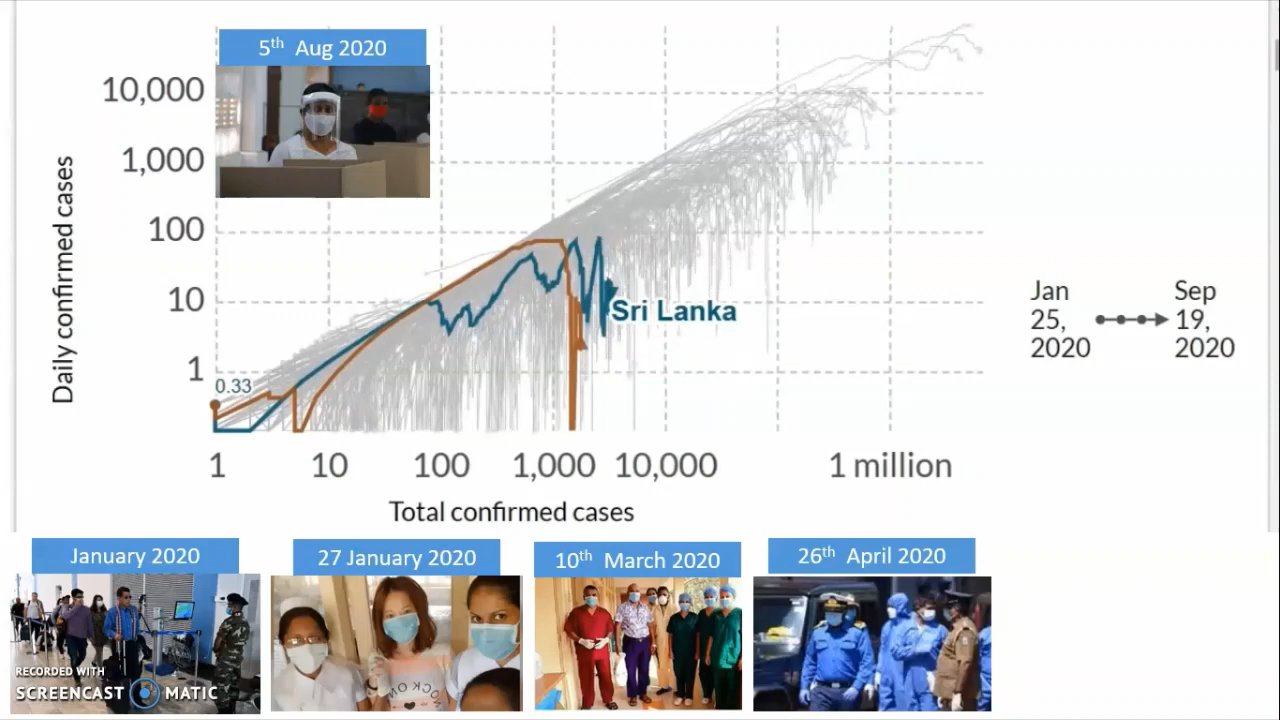 5th Aug 2020
10,000
1,000
100
10
1
0.33
Daily confirmed cases
Sri Lanka
1 10 100 1,000 10,000 1 million
Total confirmed cases
Jan 25, 2020
Sep 19, 2020
January 2020
27 January 2020
10th March 2020
26th April 2020
RECORDED WITH
SCREENCAST MATIC